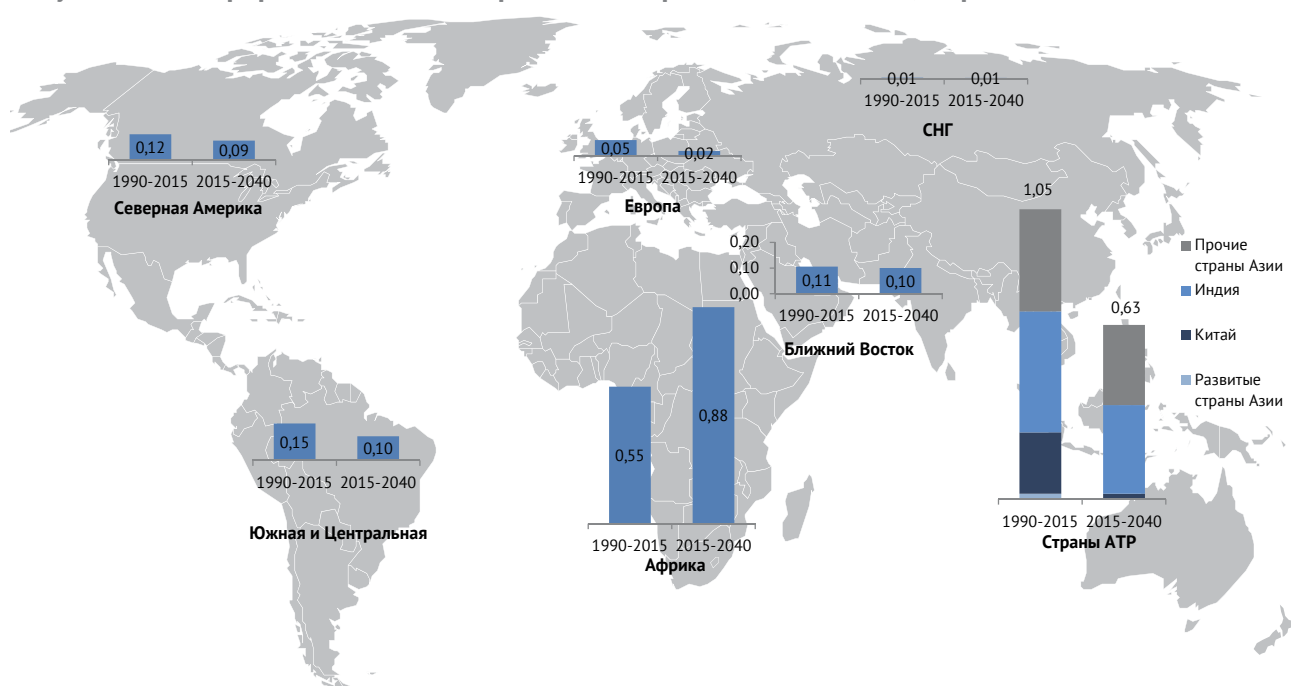 0,12
0,09
1990-2015
2015-2040
Северная Америка
0,05
0,02
1990-2015
2015-2040
Европа
0,01
0,01
1990-2015
2015-2040
СНГ
0,20
0,10
0,00
0,11
0,10
1990-2015
2015-2040
Ближний Восток
0,15
0,10
1990-2015
2015-2040
Южная и Центральная
0,55
0,88
1990-2015
2015-2040
Африка
1,05
0,63
1990-2015
2015-2040
Страны АТР
Прочие
страны Азии
Индия
Китай
Развитые
страны Азии